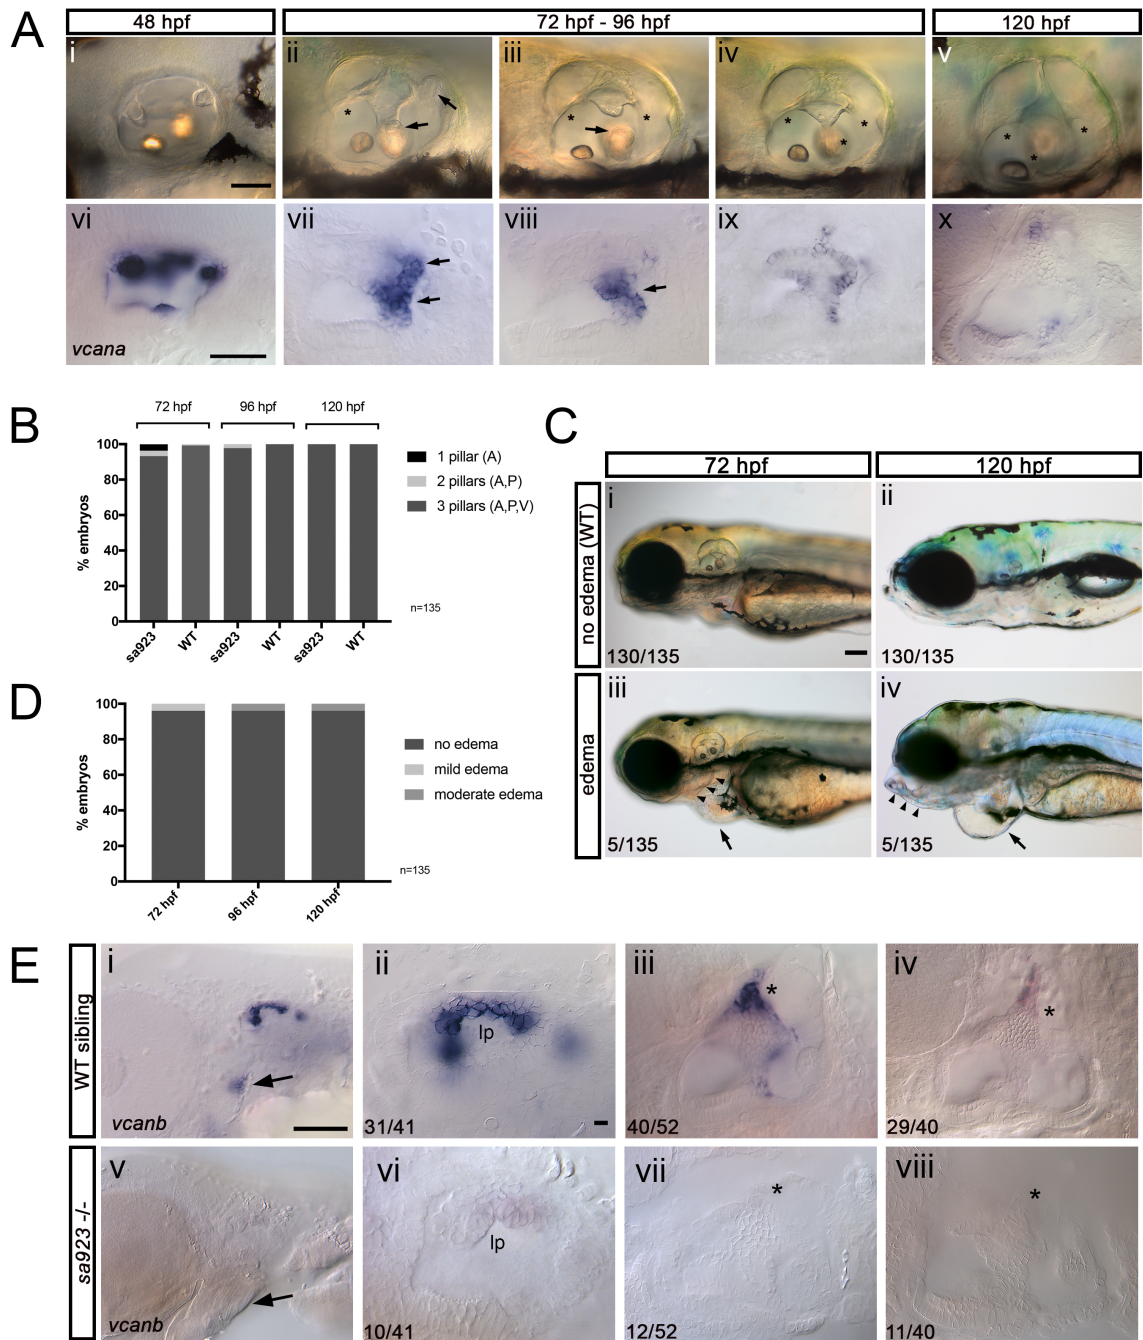 A
48 hpf
72 hpf - 96 hpf
120 hpf
i
ii
iii
iv
v
*
*
*
*
*
*
*
*
*
vi
vii
viii
ix
x
vcana
B
72 hpf
96 hpf
120 hpf
100
80
60
40
20
0
% embryos
sa923
WT
sa923
WT
sa923
WT
1 pillar (A)
2 pillars (A,P)
3 pillars (A,P,V)
n=135
C
72 hpf
120 hpf
no edema (WT)
i
ii
130/135
130/135
edema
iii
iv
5/135
5/135
D
100
80
60
40
20
0
% embryos
72 hpf
96 hpf
120 hpf
no edema
mild edema
moderate edema
n=135
E
WT sibling
i
ii
iii
iv
lp
*
*
vcanb
31/41
40/52
29/40
sa923 -/-
v
vi
vii
viii
lp
*
*
vcanb
10/41
12/52
11/40